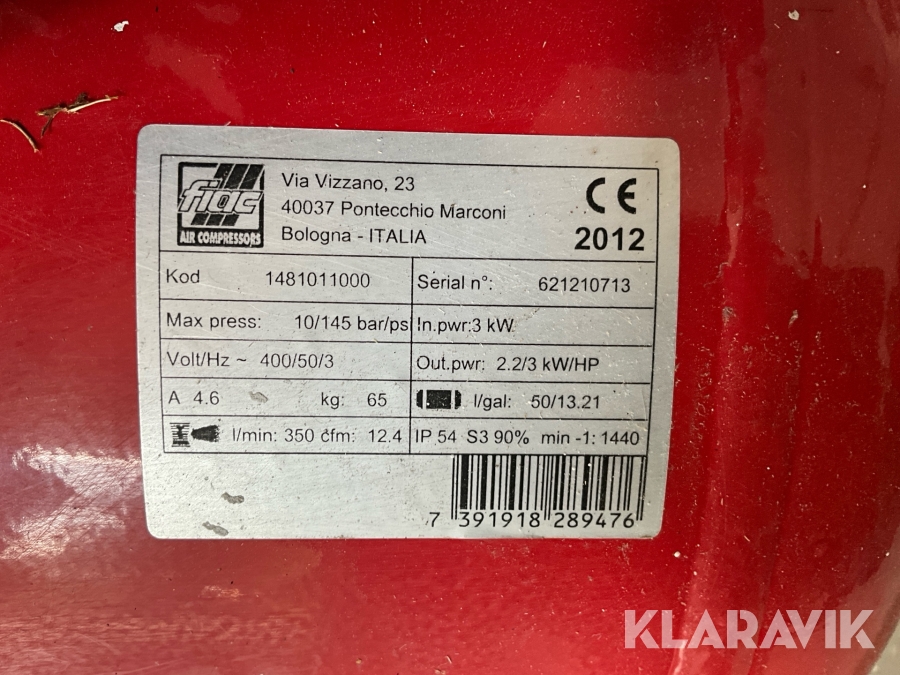 fiac
AIR COMPRESSORS
Via Vizzano, 23
40037 Pontecchio Marconi
Bologna - ITALIA
CE
2012
Kod 1481011000
Serial n°: 621210713
Max press: 10/145 bar/psi
In.pwr:3 kW
Volt/Hz ~ 400/50/3
Out.pwr: 2.2/3 kW/HP
A 4.6 kg: 65
l/gal: 50/13.21
l/min: 350 cfm: 12.4
IP 54 S3 90% min -1: 1440
7 391918 289476
KLARAVIK